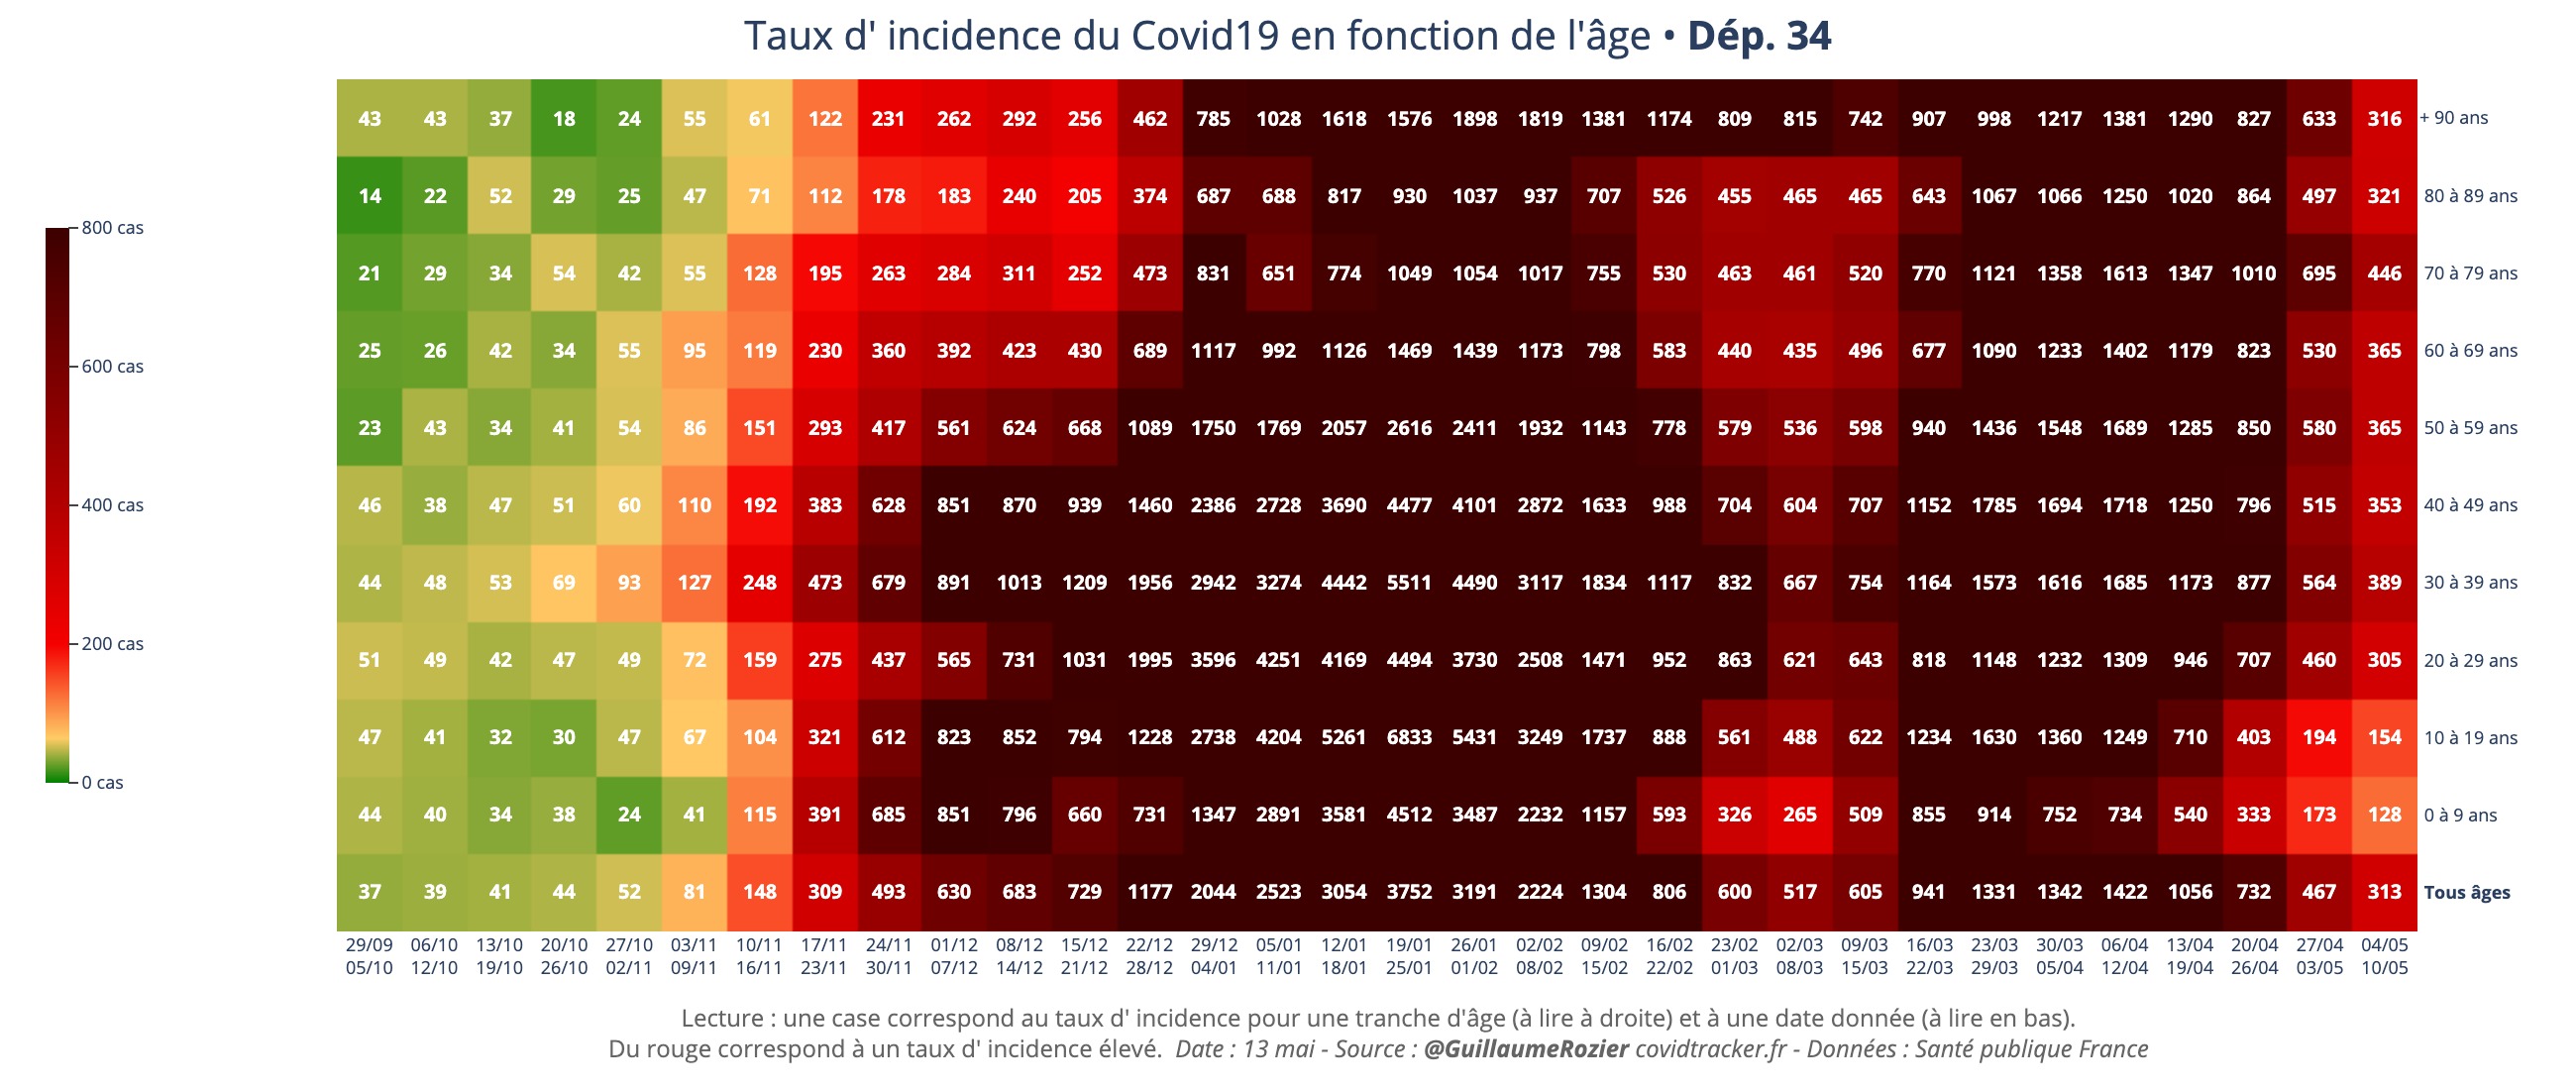 Taux d' incidence du Covid19 en fonction de l'âge • Dép. 34
43 43 37 18 24 55 61 122 231 262 292 256 462 785 1028 1618 1576 1898 1819 1381 1174 809 815 742 907 998 1217 1381 1290 827 633 316 + 90 ans
14 22 52 29 25 47 71 112 178 183 240 205 374 687 688 817 930 1037 937 707 526 455 465 465 643 1067 1066 1250 1020 864 497 321 80 à 89 ans
800 cas
21 29 34 54 42 55 128 195 263 284 311 252 473 831 651 774 1049 1054 1017 755 530 463 461 520 770 1121 1358 1613 1347 1010 695 446 70 à 79 ans
25 26 42 34 55 95 119 230 360 392 423 430 689 1117 992 1126 1469 1439 1173 798 583 440 435 496 677 1090 1233 1402 1179 823 530 365 60 à 69 ans
600 cas
23 43 34 41 54 86 151 293 417 561 624 668 1089 1750 1769 2057 2616 2411 1932 1143 778 579 536 598 940 1436 1548 1689 1285 850 580 365 50 à 59 ans
400 cas
46 38 47 51 60 110 192 383 628 851 870 939 1460 2386 2728 3690 4477 4101 2872 1633 988 704 604 707 1152 1785 1694 1718 1250 796 515 353 40 à 49 ans
44 48 53 69 93 127 248 473 679 891 1013 1209 1956 2942 3274 4442 5511 4490 3117 1834 1117 832 667 754 1164 1573 1616 1685 1173 877 564 389 30 à 39 ans
200 cas
51 49 42 47 49 72 159 275 437 565 731 1031 1995 3596 4251 4169 4494 3730 2508 1471 952 863 621 643 818 1148 1232 1309 946 707 460 305 20 à 29 ans
47 41 32 30 47 67 104 321 612 823 852 794 1228 2738 4204 5261 6833 5431 3249 1737 888 561 488 622 1234 1630 1360 1249 710 403 194 154 10 à 19 ans
0 cas
44 40 34 38 24 41 115 391 685 851 796 660 731 1347 2891 3581 4512 3487 2232 1157 593 326 265 509 855 914 752 734 540 333 173 128 0 à 9 ans
37 39 41 44 52 81 148 309 493 630 683 729 1177 2044 2523 3054 3752 3191 2224 1304 806 600 517 605 941 1331 1342 1422 1056 732 467 313 Tous âges
29/09 06/10 13/10 20/10 27/10 03/11 10/11 17/11 24/11 01/12 08/12 15/12 22/12 29/12 05/01 12/01 19/01 26/01 02/02 09/02 16/02 23/02 02/03 09/03 16/03 23/03 30/03 06/04 13/04 20/04 27/04 04/05
05/10 12/10 19/10 26/10 02/11 09/11 16/11 23/11 30/11 07/12 14/12 21/12 28/12 04/01 11/01 18/01 25/01 01/02 08/02 15/02 22/02 01/03 08/03 15/03 22/03 29/03 05/04 12/04 19/04 26/04 03/05 10/05
Lecture : une case correspond au taux d' incidence pour une tranche d'âge (à lire à droite) et à une date donnée (à lire en bas).
Du rouge correspond à un taux d' incidence élevé. Date : 13 mai - Source : @GuillaumeRozier covidtracker.fr - Données : Santé publique France